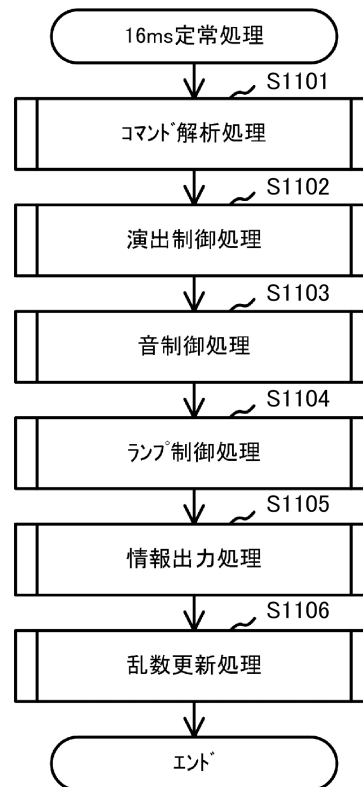 16ms定常処理
S1101
コマンド解析処理
S1102
演出制御処理
S1103
音制御処理
S1104
ランプ制御処理
S1105
情報出力処理
S1106
乱数更新処理
エンド